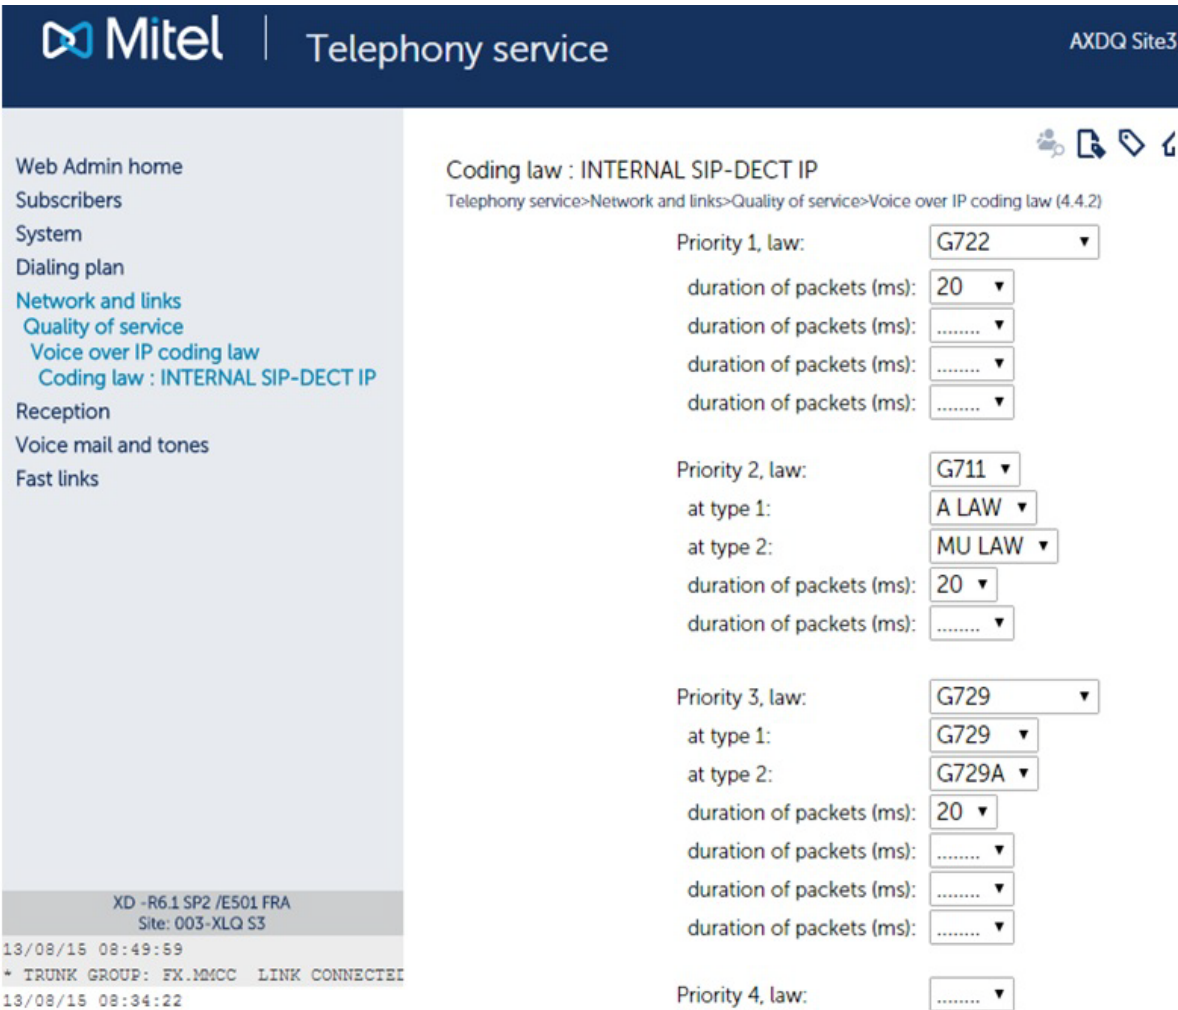 Mitel | Telephony service
AXDQ Site3
Web Admin home
Subscribers
System
Dialing plan
Network and links
Quality of service
Voice over IP coding law
Coding law : INTERNAL SIP-DECT IP
Reception
Voice mail and tones
Fast links
XD -R6.1 SP2 /E501 FRA
Site: 003-XLQ S3
13/08/15 08:49:59
* TRUNK GROUP: FX.MMCC LINK CONNECTED
13/08/15 08:34:22
Coding law : INTERNAL SIP-DECT IP
Telephony service>Network and links>Quality of service>Voice over IP coding law (4.4.2)
Priority 1, law: G722
duration of packets (ms): 20
duration of packets (ms): ........
duration of packets (ms): ........
duration of packets (ms): ........
Priority 2, law: G711
at type 1: A LAW
at type 2: MU LAW
duration of packets (ms): 20
duration of packets (ms): ........
Priority 3, law: G729
at type 1: G729
at type 2: G729A
duration of packets (ms): 20
duration of packets (ms): ........
duration of packets (ms): ........
duration of packets (ms): ........
Priority 4, law: ........